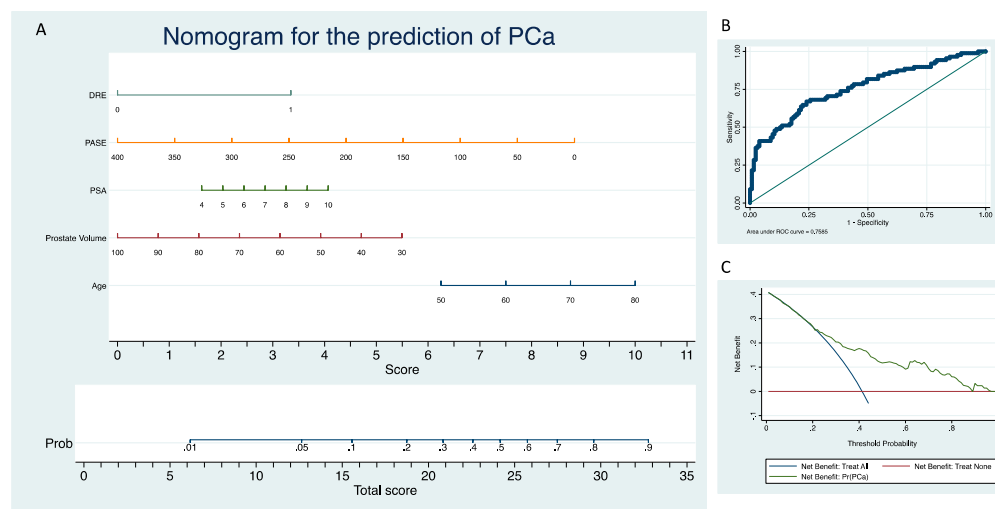 A
Nomogram for the prediction of PCa
DRE
0 1
PASE
400 350 300 250 200 150 100 50 0
PSA
4 5 6 7 8 9 10
Prostate Volume
100 90 80 70 60 50 40 30
Age
50 60 70 80
0 1 2 3 4 5 6 7 8 9 10 11
Score
Prob
.01 .05 .1 .2 .3 .4 .5 .6 .7 .8 .9
0 5 10 15 20 25 30 35
Total score
B
Sensitivity
1.00
0.75
0.50
0.25
0.00
0.00 0.25 0.50 0.75 1.00
1 - Specificity
Area under ROC curve = 0.7585
C
Net Benefit
.4
.3
.2
.1
0
-.1
0 .2 .4 .6 .8
Threshold Probability
Net Benefit: Treat All Net Benefit: Treat None
Net Benefit: Pr(PCa)